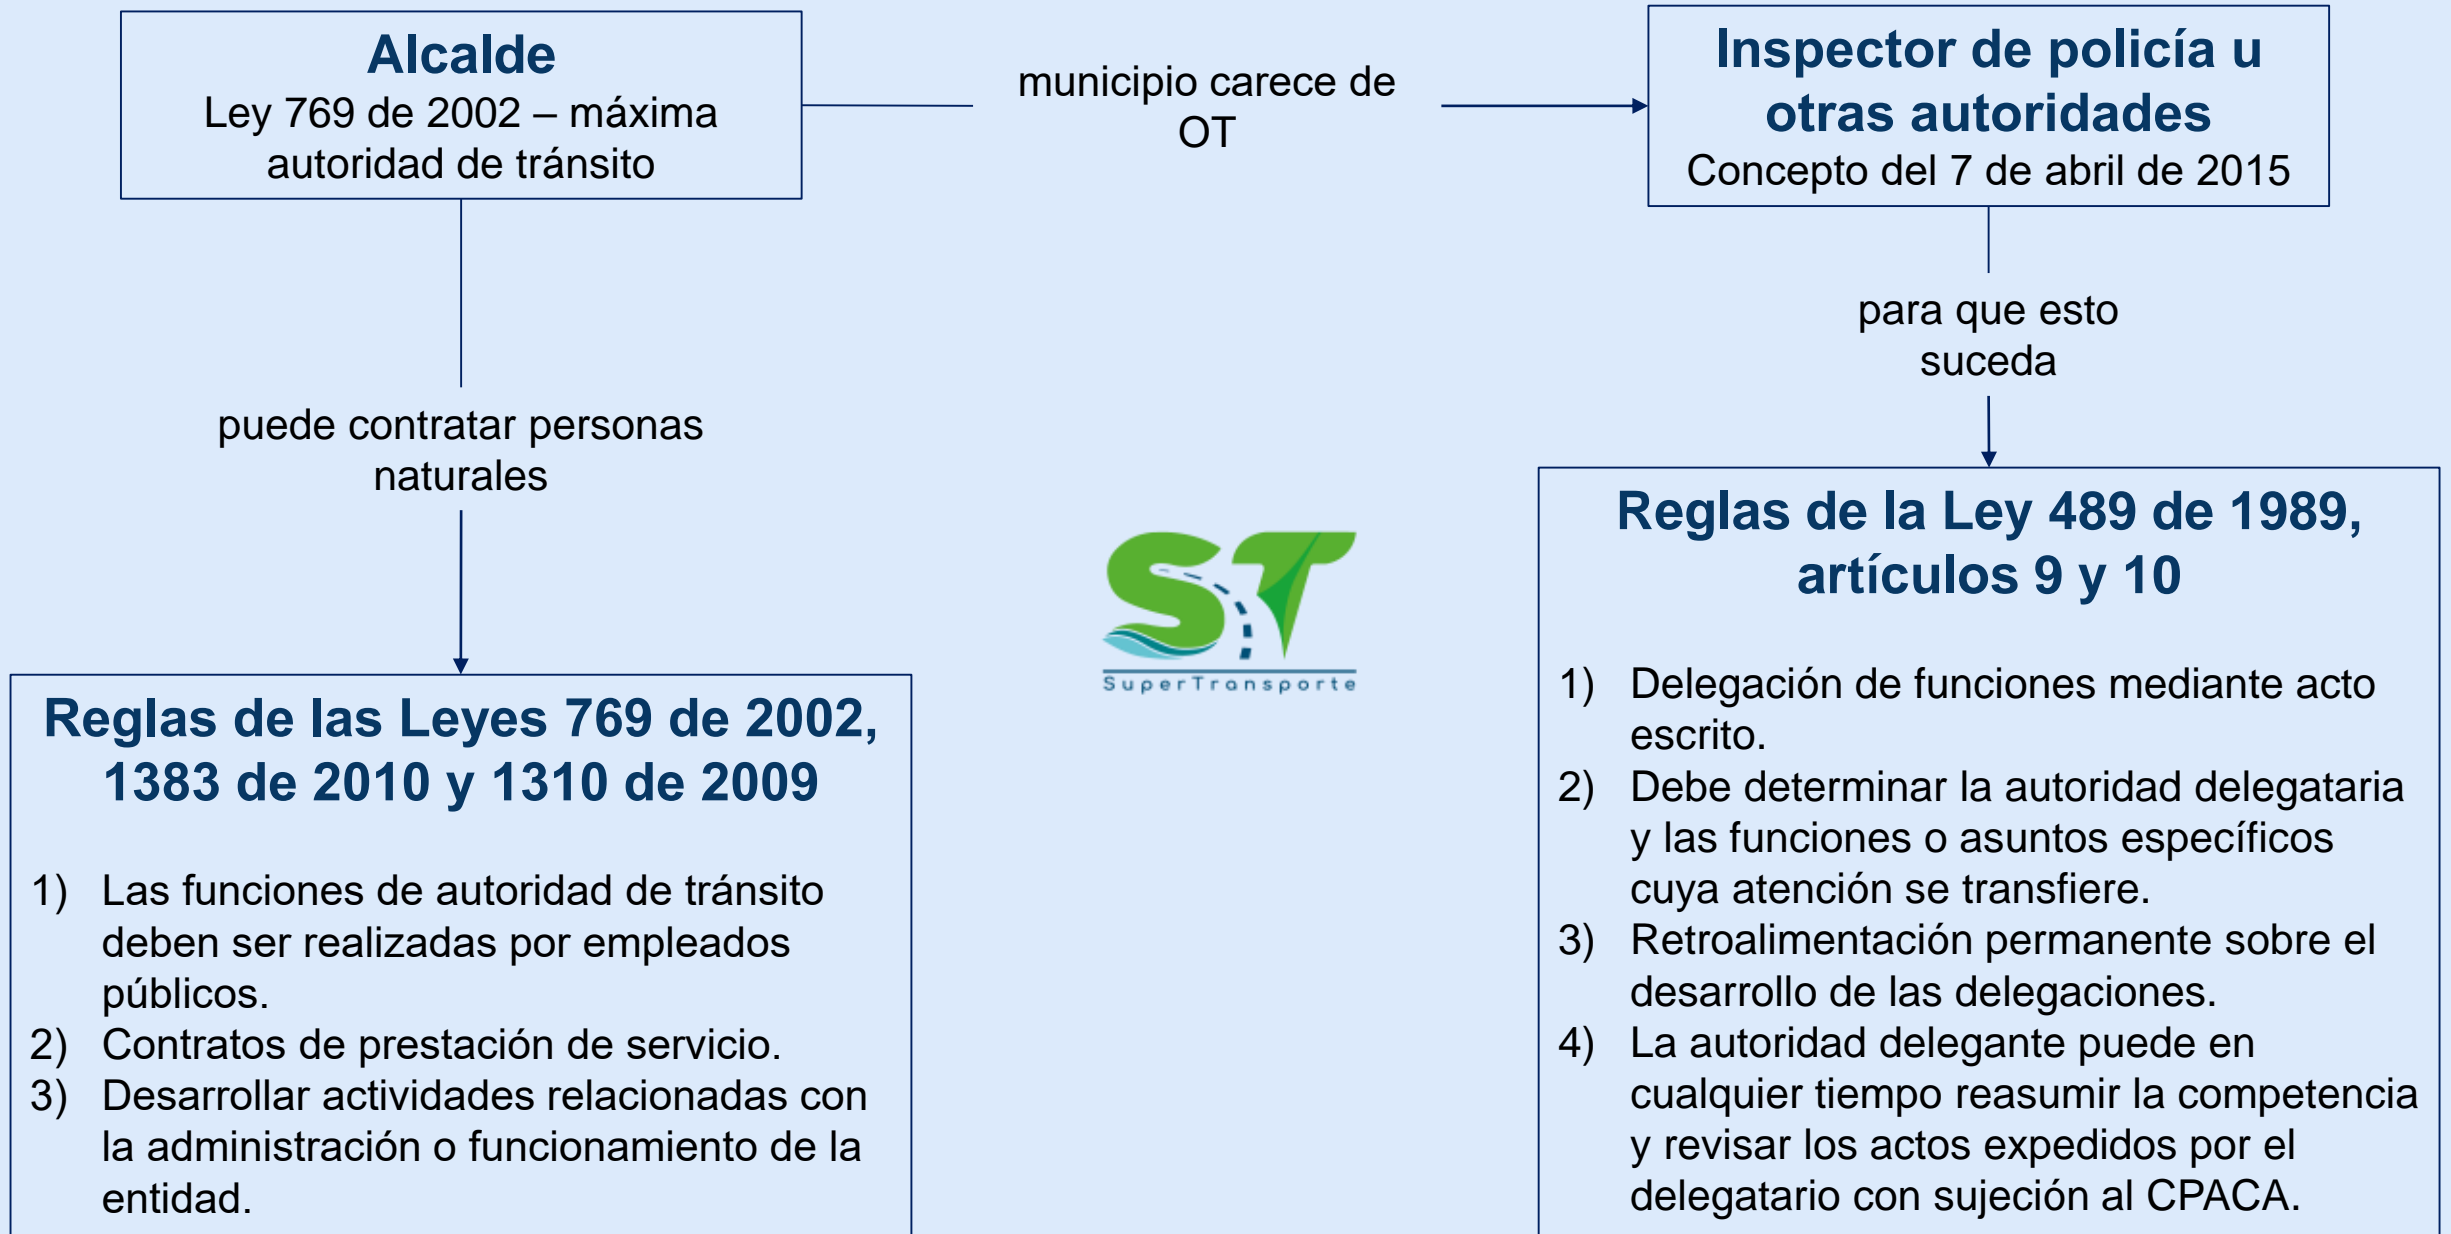 Alcalde
Ley 769 de 2002 – máxima
autoridad de tránsito
municipio carece de
OT
Inspector de policía u
otras autoridades
Concepto del 7 de abril de 2015
puede contratar personas
naturales
para que esto
suceda
Reglas de las Leyes 769 de 2002,
1383 de 2010 y 1310 de 2009
1) Las funciones de autoridad de tránsito
deben ser realizadas por empleados
públicos.
2) Contratos de prestación de servicio.
3) Desarrollar actividades relacionadas con
la administración o funcionamiento de la
entidad.
ST
SuperTransporte
Reglas de la Ley 489 de 1989,
artículos 9 y 10
1) Delegación de funciones mediante acto
escrito.
2) Debe determinar la autoridad delegataria
y las funciones o asuntos específicos
cuya atención se transfiere.
3) Retroalimentación permanente sobre el
desarrollo de las delegaciones.
4) La autoridad delegante puede en
cualquier tiempo reasumir la competencia
y revisar los actos expedidos por el
delegatario con sujeción al CPACA.